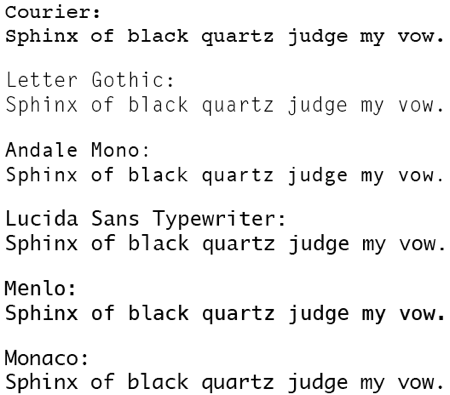 Courier:
Sphinx of black quartz judge my vow.
Letter Gothic:
Sphinx of black quartz judge my vow.
Andale Mono:
Sphinx of black quartz judge my vow.
Lucida Sans Typewriter:
Sphinx of black quartz judge my vow.
Menlo:
Sphinx of black quartz judge my vow.
Monaco:
Sphinx of black quartz judge my vow.